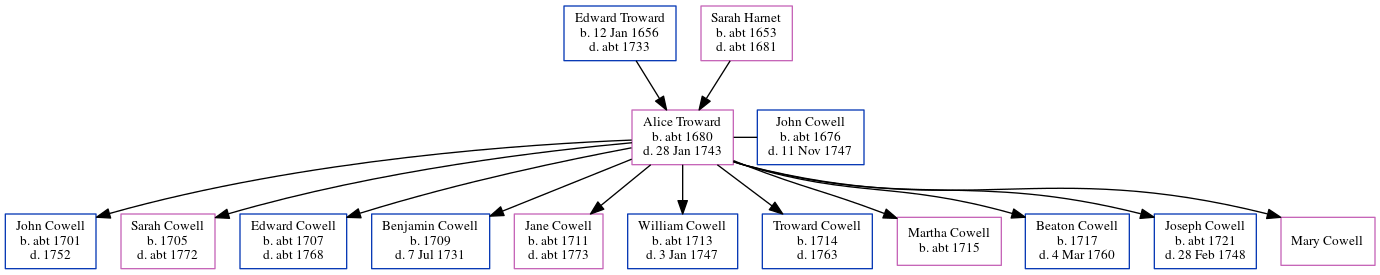 Edward Troward
b. 12 Jan 1656
d. abt 1733
Sarah Harnet
b. abt 1653
d. abt 1681
Alice Troward
b. abt 1680
d. 28 Jan 1743
John Cowell
b. abt 1676
d. 11 Nov 1747
John Cowell
b. abt 1701
d. 1752
Sarah Cowell
b. 1705
d. abt 1772
Edward Cowell
b. abt 1707
d. abt 1768
Benjamin Cowell
b. 1709
d. 7 Jul 1731
Jane Cowell
b. abt 1711
d. abt 1773
William Cowell
b. abt 1713
d. 3 Jan 1747
Troward Cowell
b. 1714
d. 1763
Martha Cowell
b. abt 1715
Beaton Cowell
b. 1717
d. 4 Mar 1760
Joseph Cowell
b. abt 1721
d. 28 Feb 1748
Mary Cowell